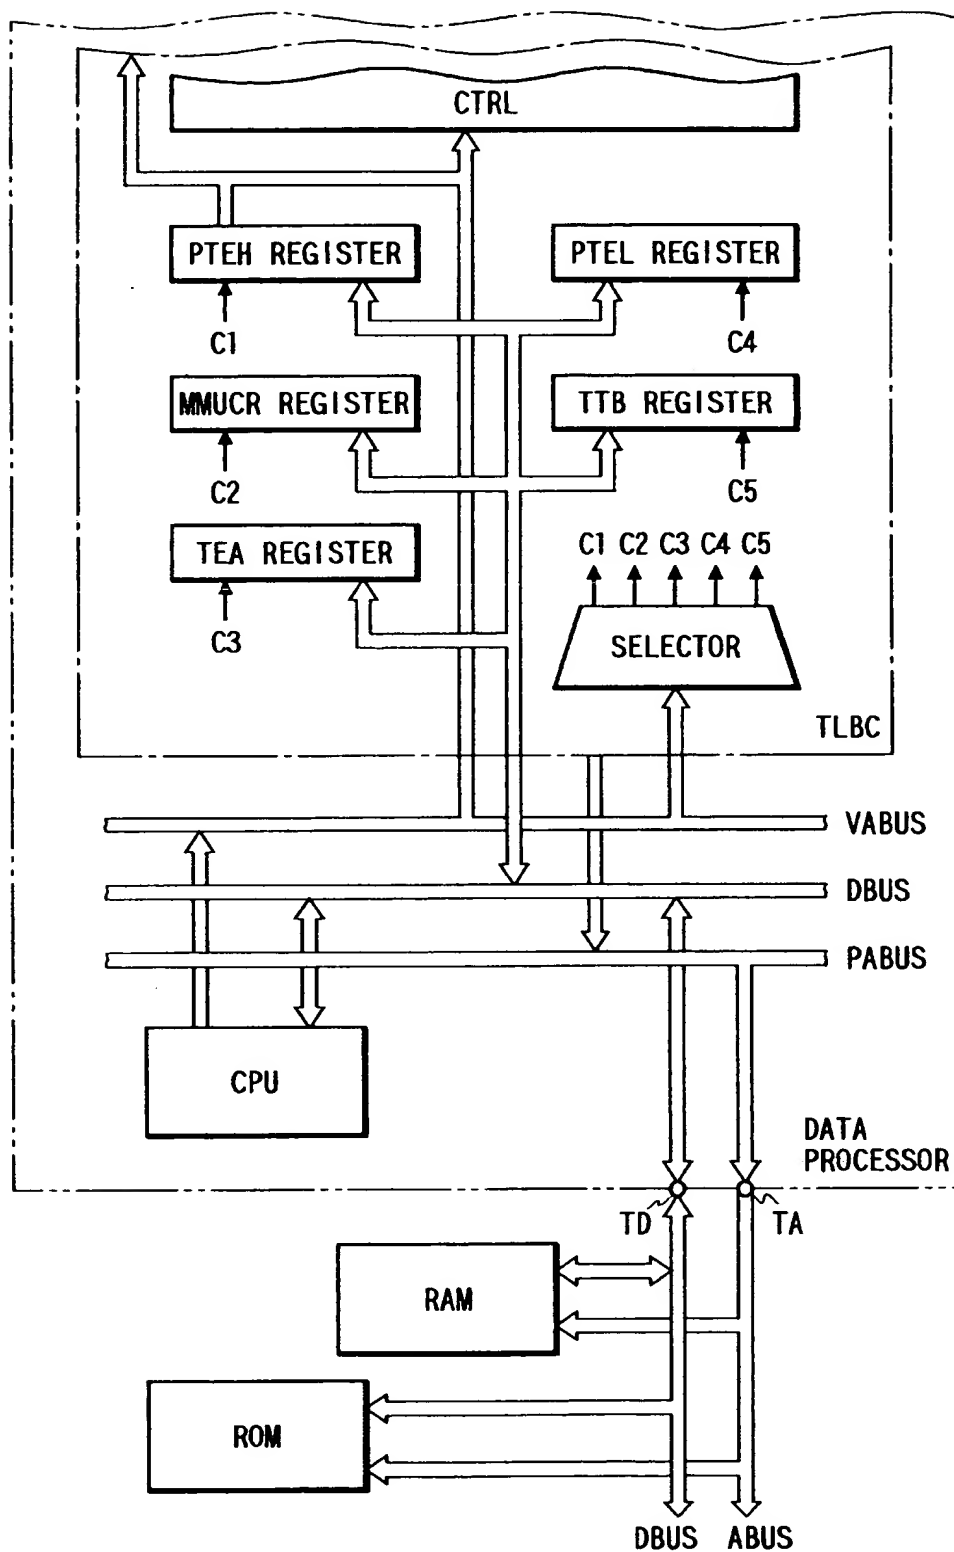 CTRL
PTEH REGISTER
PTEL REGISTER
C1
C4
MMUCR REGISTER
TTB REGISTER
C2
C5
TEA REGISTER
C1 C2 C3 C4 C5
C3
SELECTOR
TLBC
VABUS
DBUS
PABUS
CPU
DATA
PROCESSOR
TD
TA
RAM
ROM
DBUS
ABUS